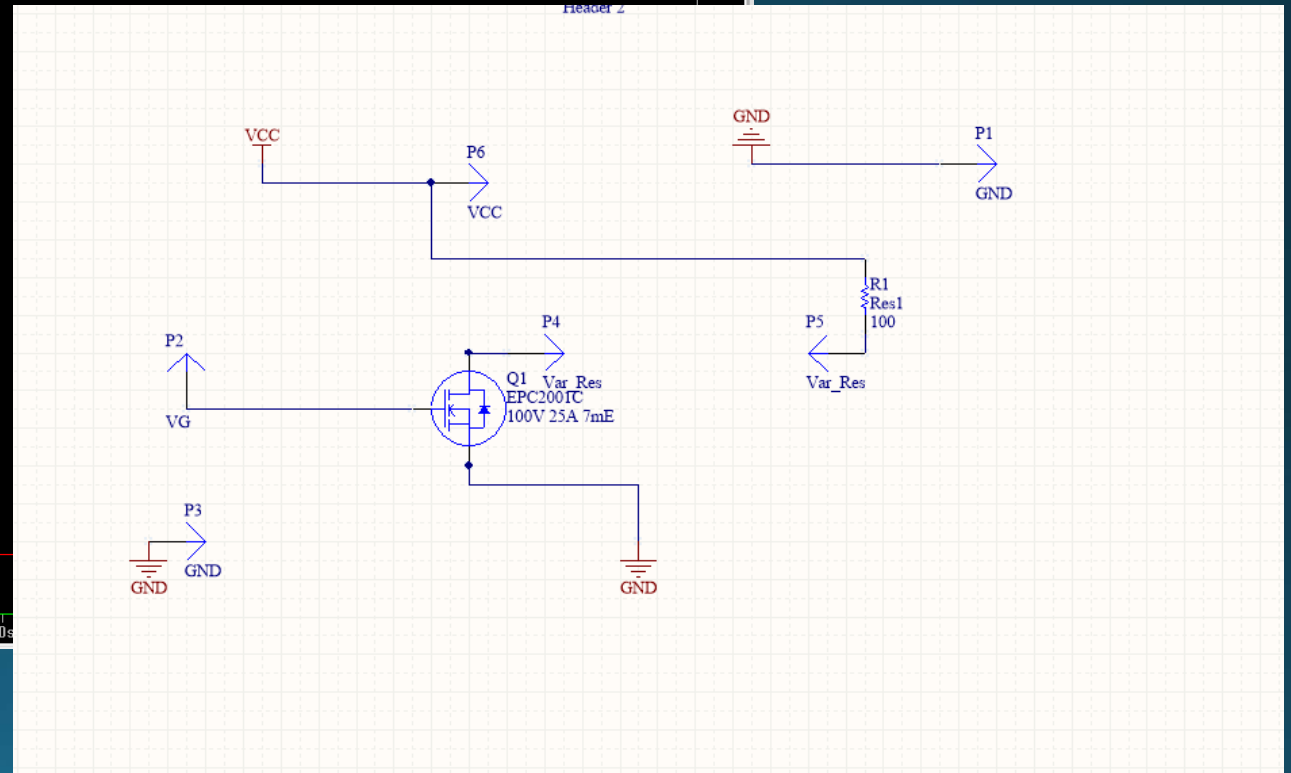 Header 2
GND
VCC
P1
P6
GND
VCC
R1
Res1
100
P4
P5
P2
Q1
Var_Res
Var_Res
EPC2001C
100V 25A 7mE
VG
P3
GND
GND
GND
0s